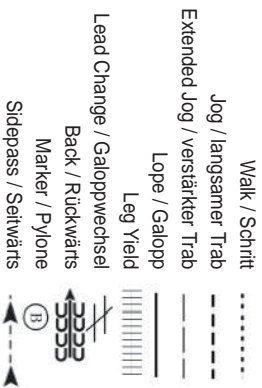 Walk / Schritt
Jog / langsamer Trab
Extended Jog / verstärkter Trab
Lope / Galopp
Leg Yield
Lead Change / Galoppwechsel
Back / Rückwärts
Marker / Pylone
B
Sidepass / Seitwärts